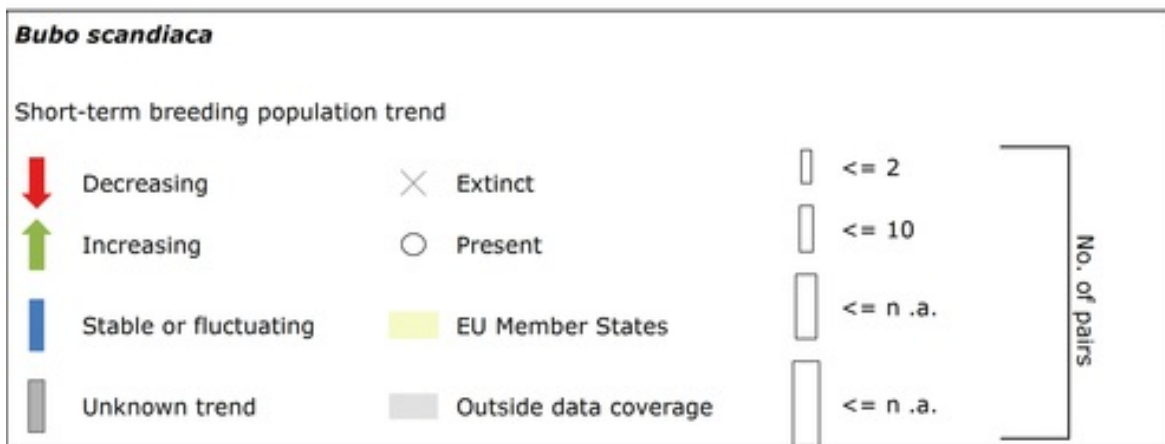 Bubo scandiaca
Short-term breeding population trend
Decreasing
Extinct
<= 2
Increasing
Present
<= 10
Stable or fluctuating
EU Member States
<= n .a.
Unknown trend
Outside data coverage
<= n .a.
No. of pairs